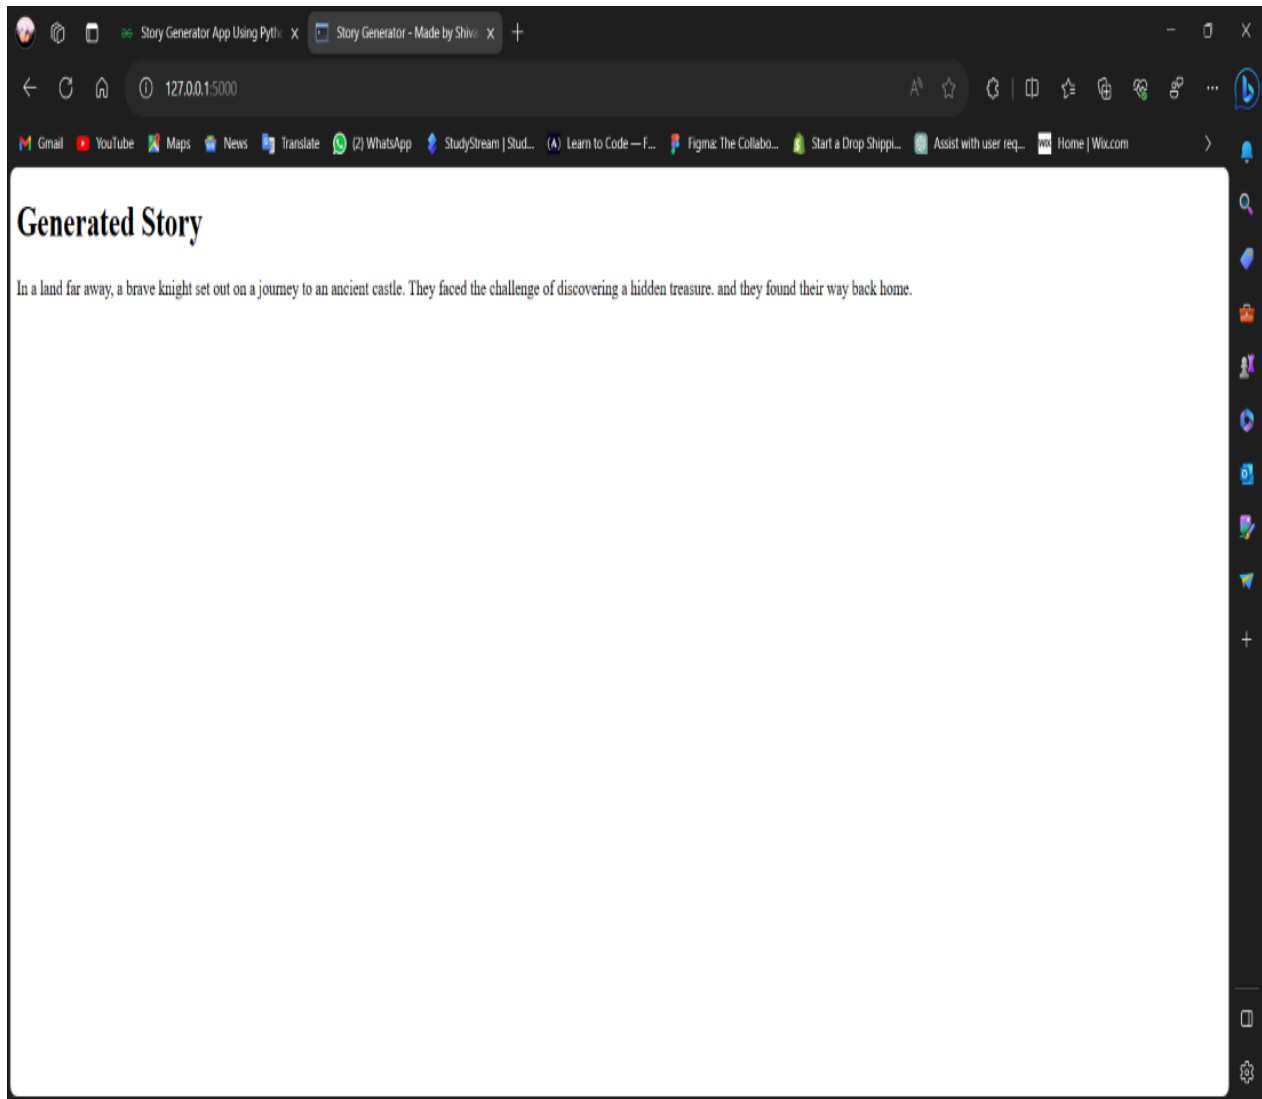 Story Generator App Using Pyth
Story Generator - Made by Shiva
127.0.0.1:5000
Gmail YouTube Maps News Translate (2) WhatsApp StudyStream | Stud... (A) Learn to Code — F... Figma: The Collabo... Start a Drop Shippi... Assist with user req... WIX Home | Wix.com
Generated Story
In a land far away, a brave knight set out on a journey to an ancient castle. They faced the challenge of discovering a hidden treasure. and they found their way back home.